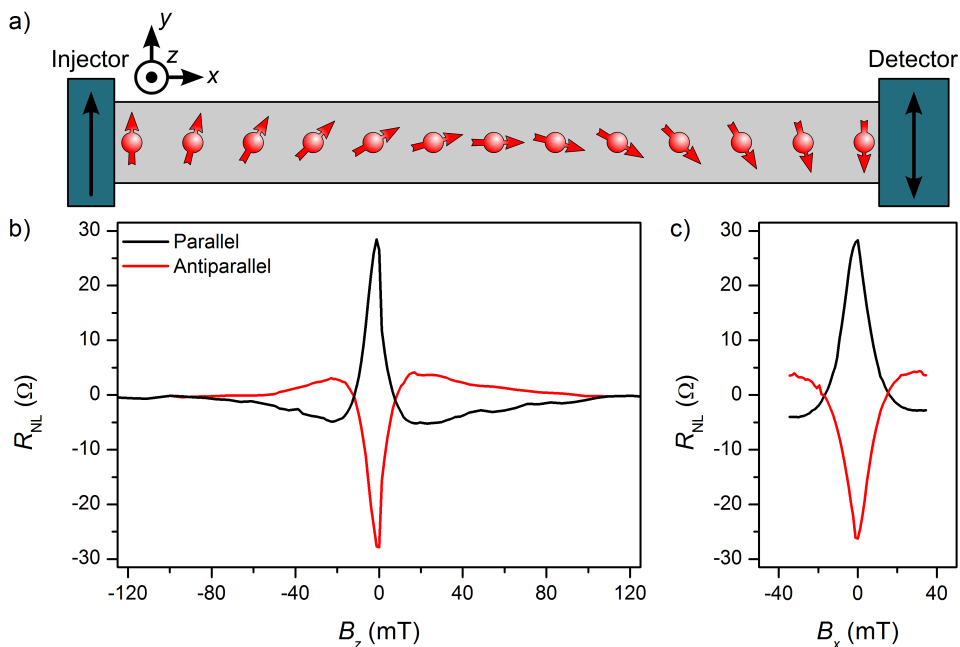 a)
y
z
x
Injector
Detector
b)
c)
Parallel
Antiparallel
30
20
10
0
-10
-20
-30
R_NL (Ω)
-120 -80 -40 0 40 80 120
B_z (mT)
30
20
10
0
-10
-20
-30
R_NL (Ω)
-40 0 40
B_x (mT)